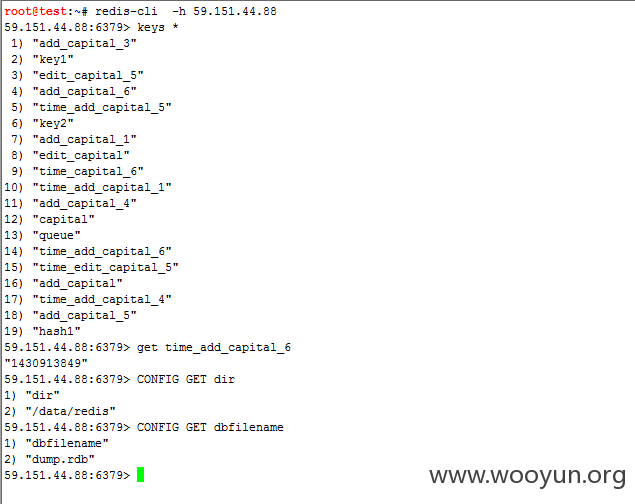 root@test:~# redis-cli  -h 59.151.44.88
59.151.44.88:6379> keys *
 1) "add_capital_3"
 2) "key1"
 3) "edit_capital_5"
 4) "add_capital_6"
 5) "time_add_capital_5"
 6) "key2"
 7) "add_capital_1"
 8) "edit_capital"
 9) "time_capital_6"
10) "time_add_capital_1"
11) "add_capital_4"
12) "capital"
13) "queue"
14) "time_add_capital_6"
15) "time_edit_capital_5"
16) "add_capital"
17) "time_add_capital_4"
18) "add_capital_5"
19) "hash1"
59.151.44.88:6379> get time_add_capital_6
"1430913849"
59.151.44.88:6379> CONFIG GET dir
1) "dir"
2) "/data/redis"
59.151.44.88:6379> CONFIG GET dbfilename
1) "dbfilename"
2) "dump.rdb"
59.151.44.88:6379>
www.wooyun.org